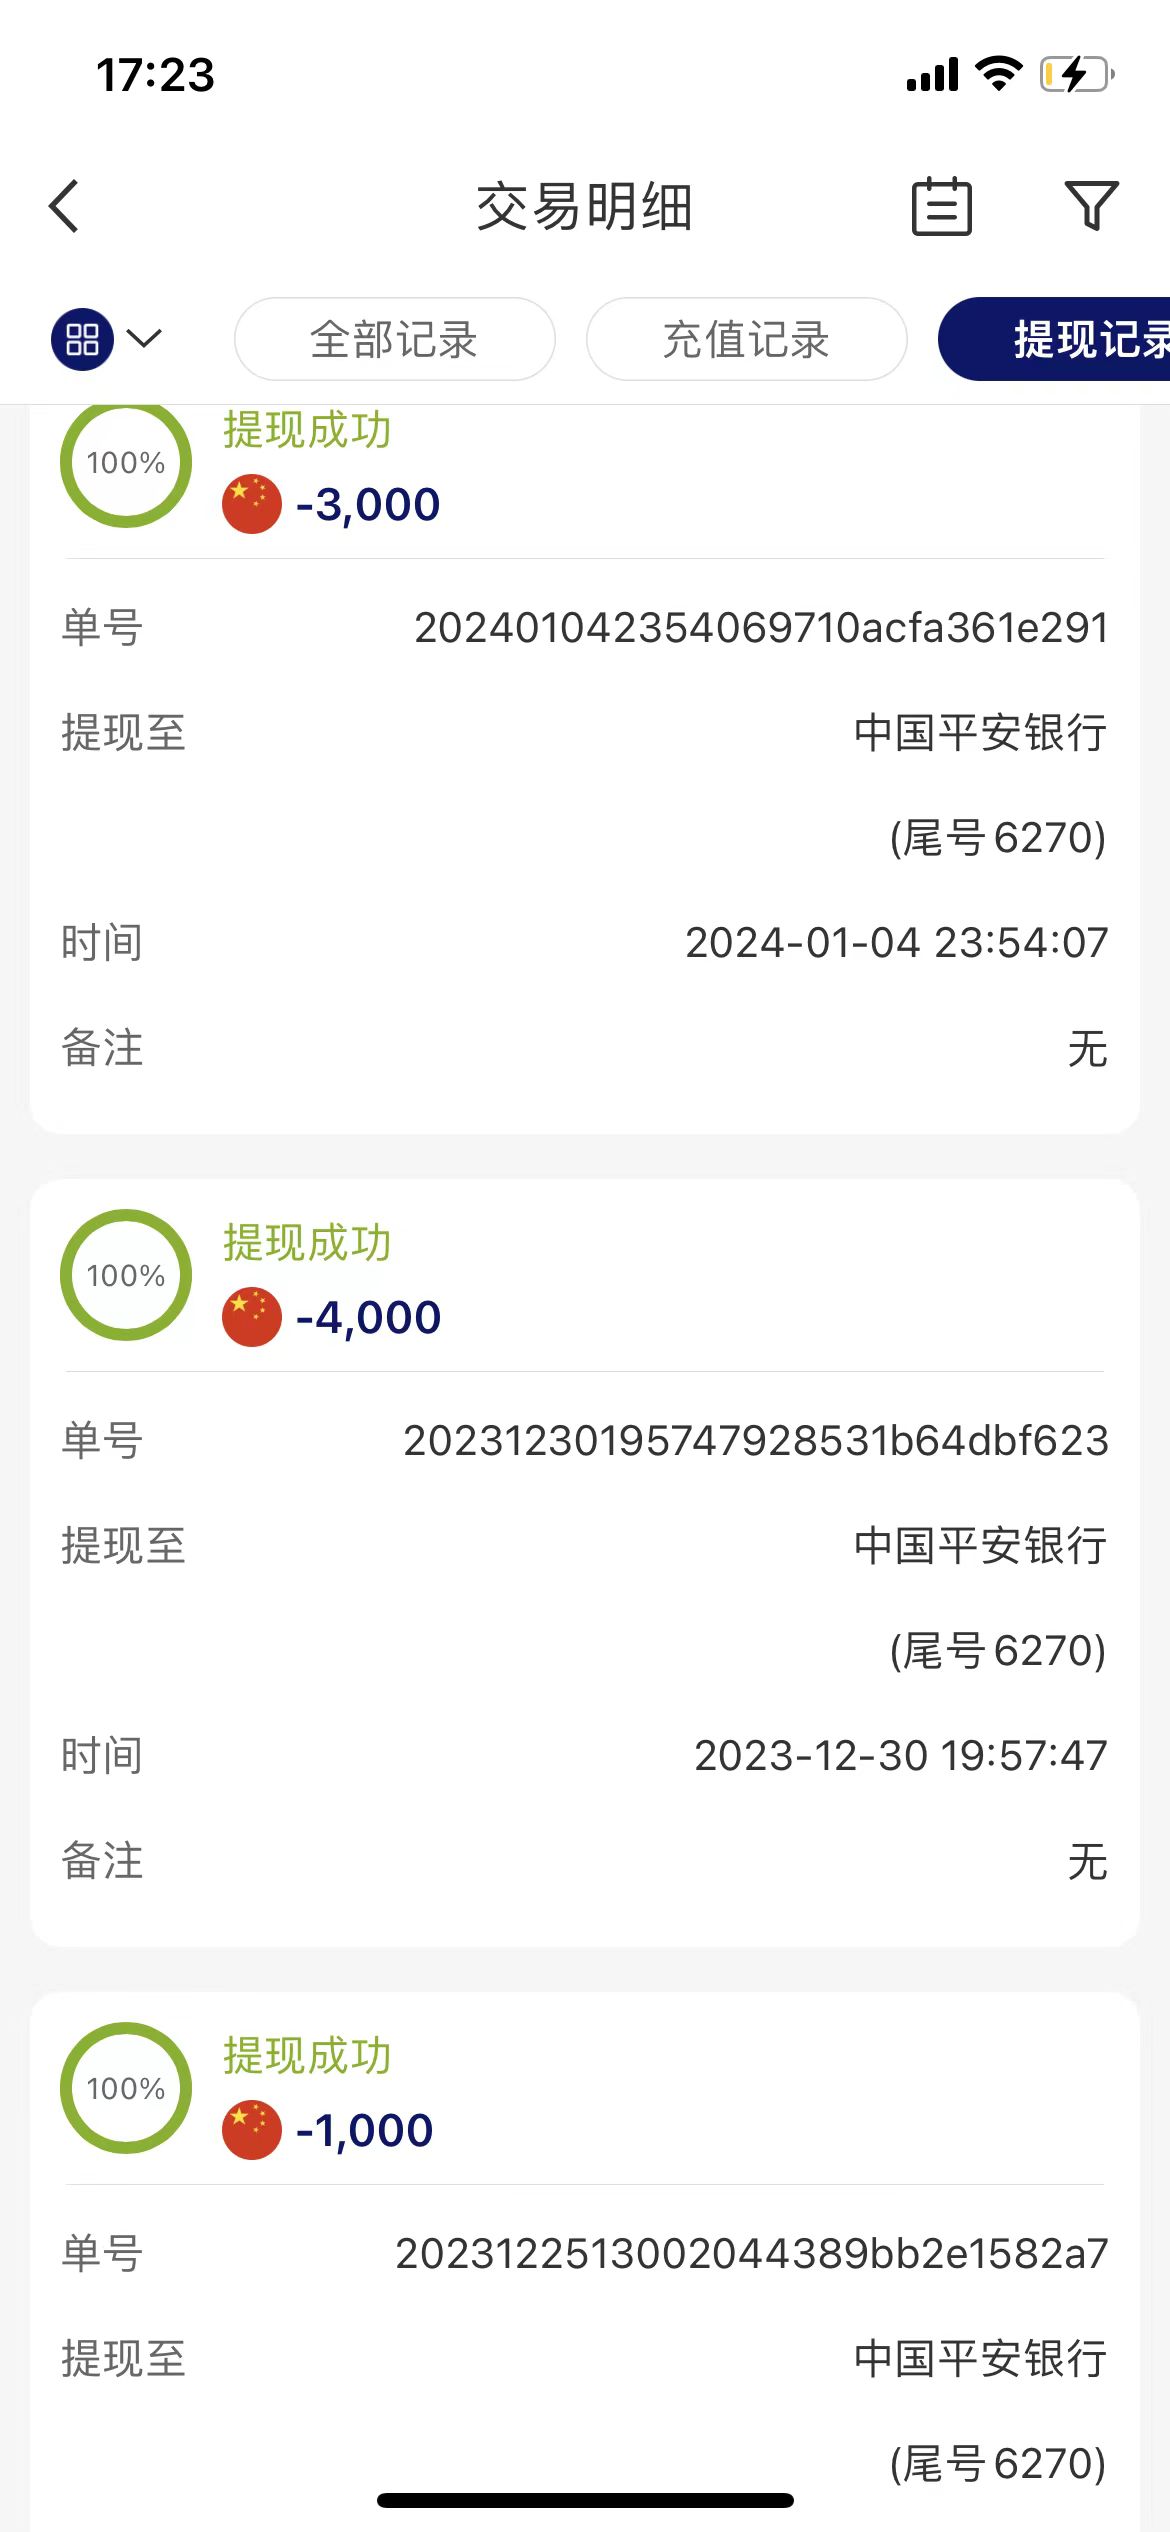 17:23
交易明细
全部记录
充值记录
提现记录
100%
提现成功
-3,000
单号
202401042354069710acfa361e291
提现至
中国平安银行
(尾号6270)
时间
2024-01-04 23:54:07
备注
无
100%
提现成功
-4,000
单号
202312301957479285​31b64dbf623
提现至
中国平安银行
(尾号6270)
时间
2023-12-30 19:57:47
备注
无
100%
提现成功
-1,000
单号
2023122513002044389bb2e1582a7
提现至
中国平安银行
(尾号6270)